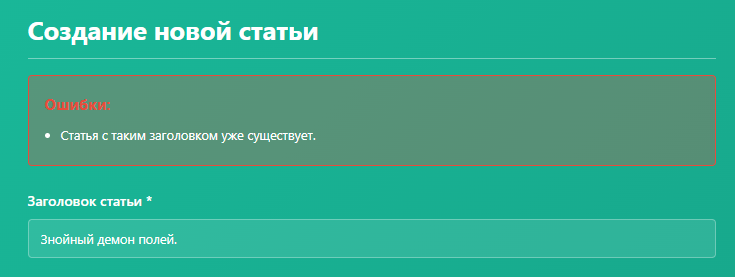 Создание новой статьи
Ошибки:
Статья с таким заголовком уже существует.
Заголовок статьи *
Знойный демон полей.